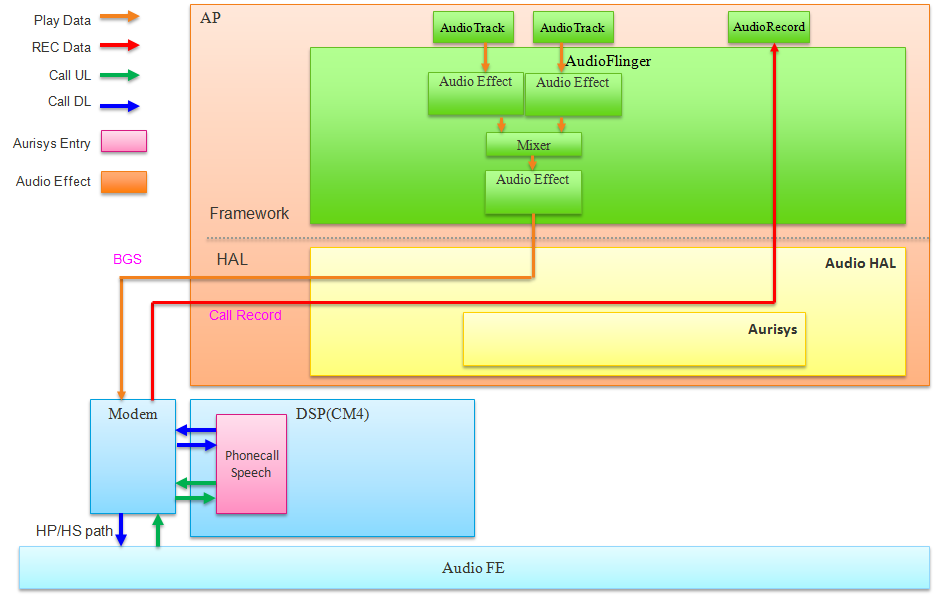 Play Data
REC Data
Call UL
Call DL
Aurisys Entry
Audio Effect
AP
AudioTrack
AudioTrack
AudioRecord
AudioFlinger
Audio Effect
Audio Effect
Mixer
Audio Effect
Framework
BGS
HAL
Audio HAL
Call Record
Aurisys
Modem
DSP(CM4)
Phonecall
Speech
HP/HS path
Audio FE